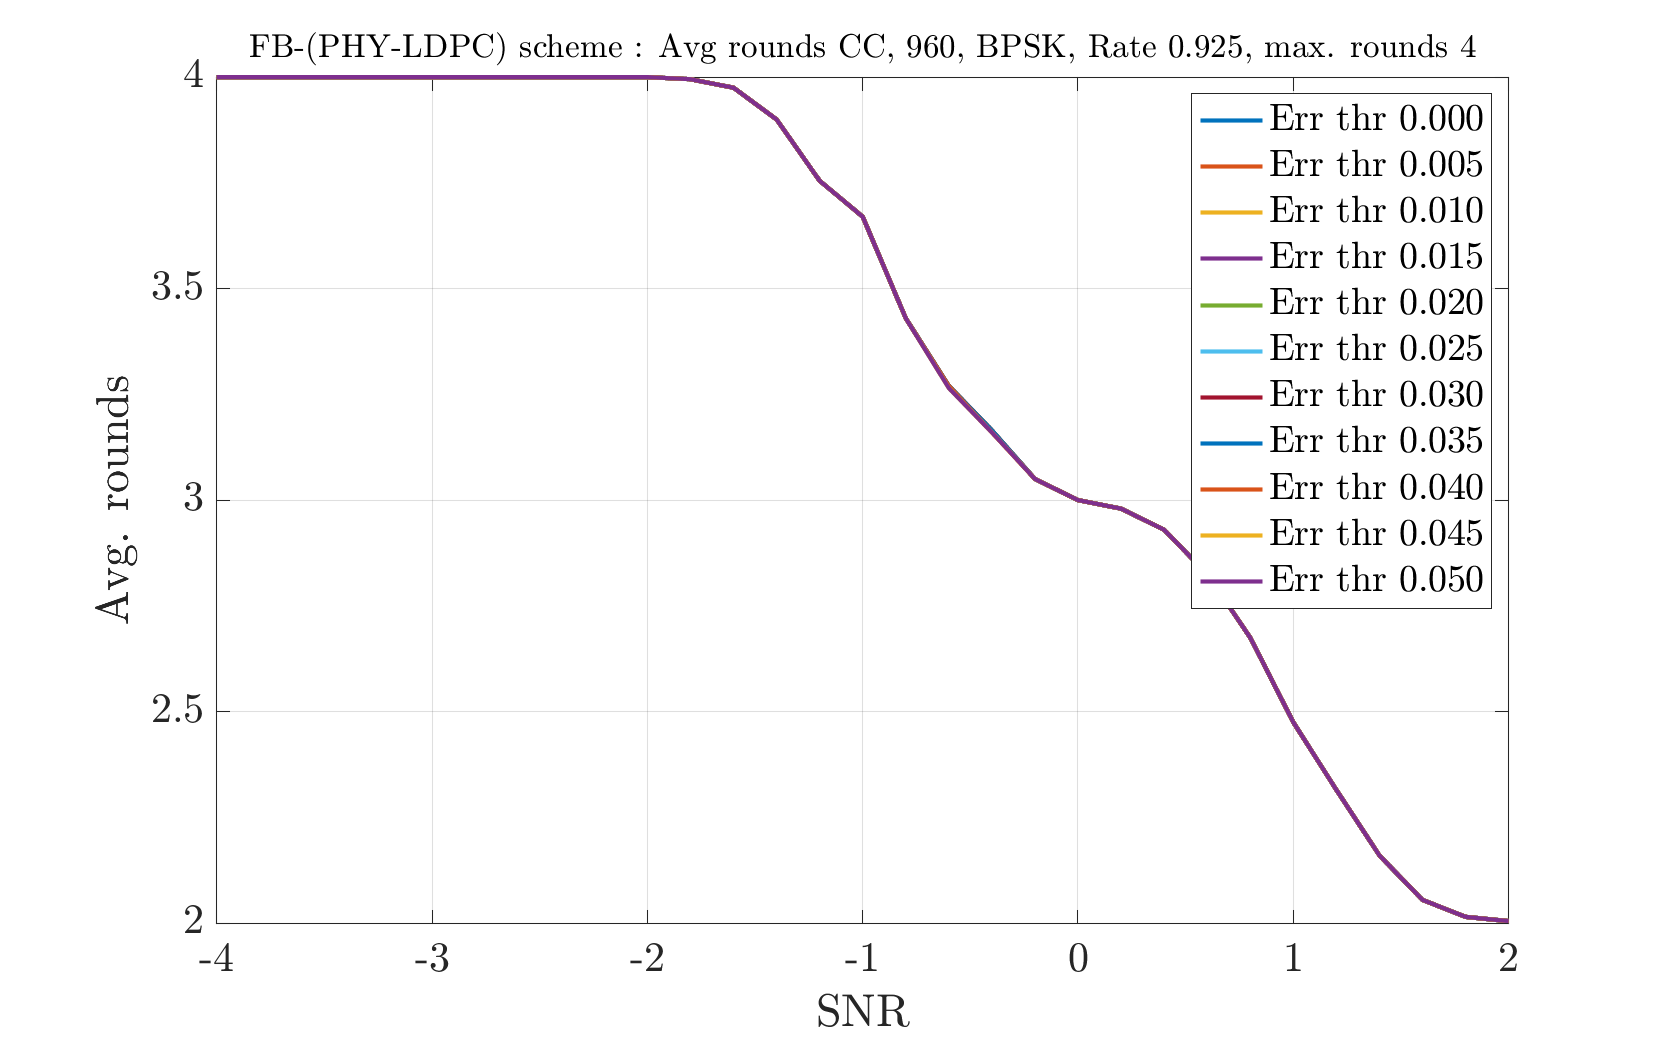 FB-(PHY-LDPC) scheme : Avg rounds CC, 960, BPSK, Rate 0.925, max. rounds 4
4
3.5
3
2.5
2
Avg. rounds
Err thr 0.000
Err thr 0.005
Err thr 0.010
Err thr 0.015
Err thr 0.020
Err thr 0.025
Err thr 0.030
Err thr 0.035
Err thr 0.040
Err thr 0.045
Err thr 0.050
-4 -3 -2 -1 0 1 2
SNR